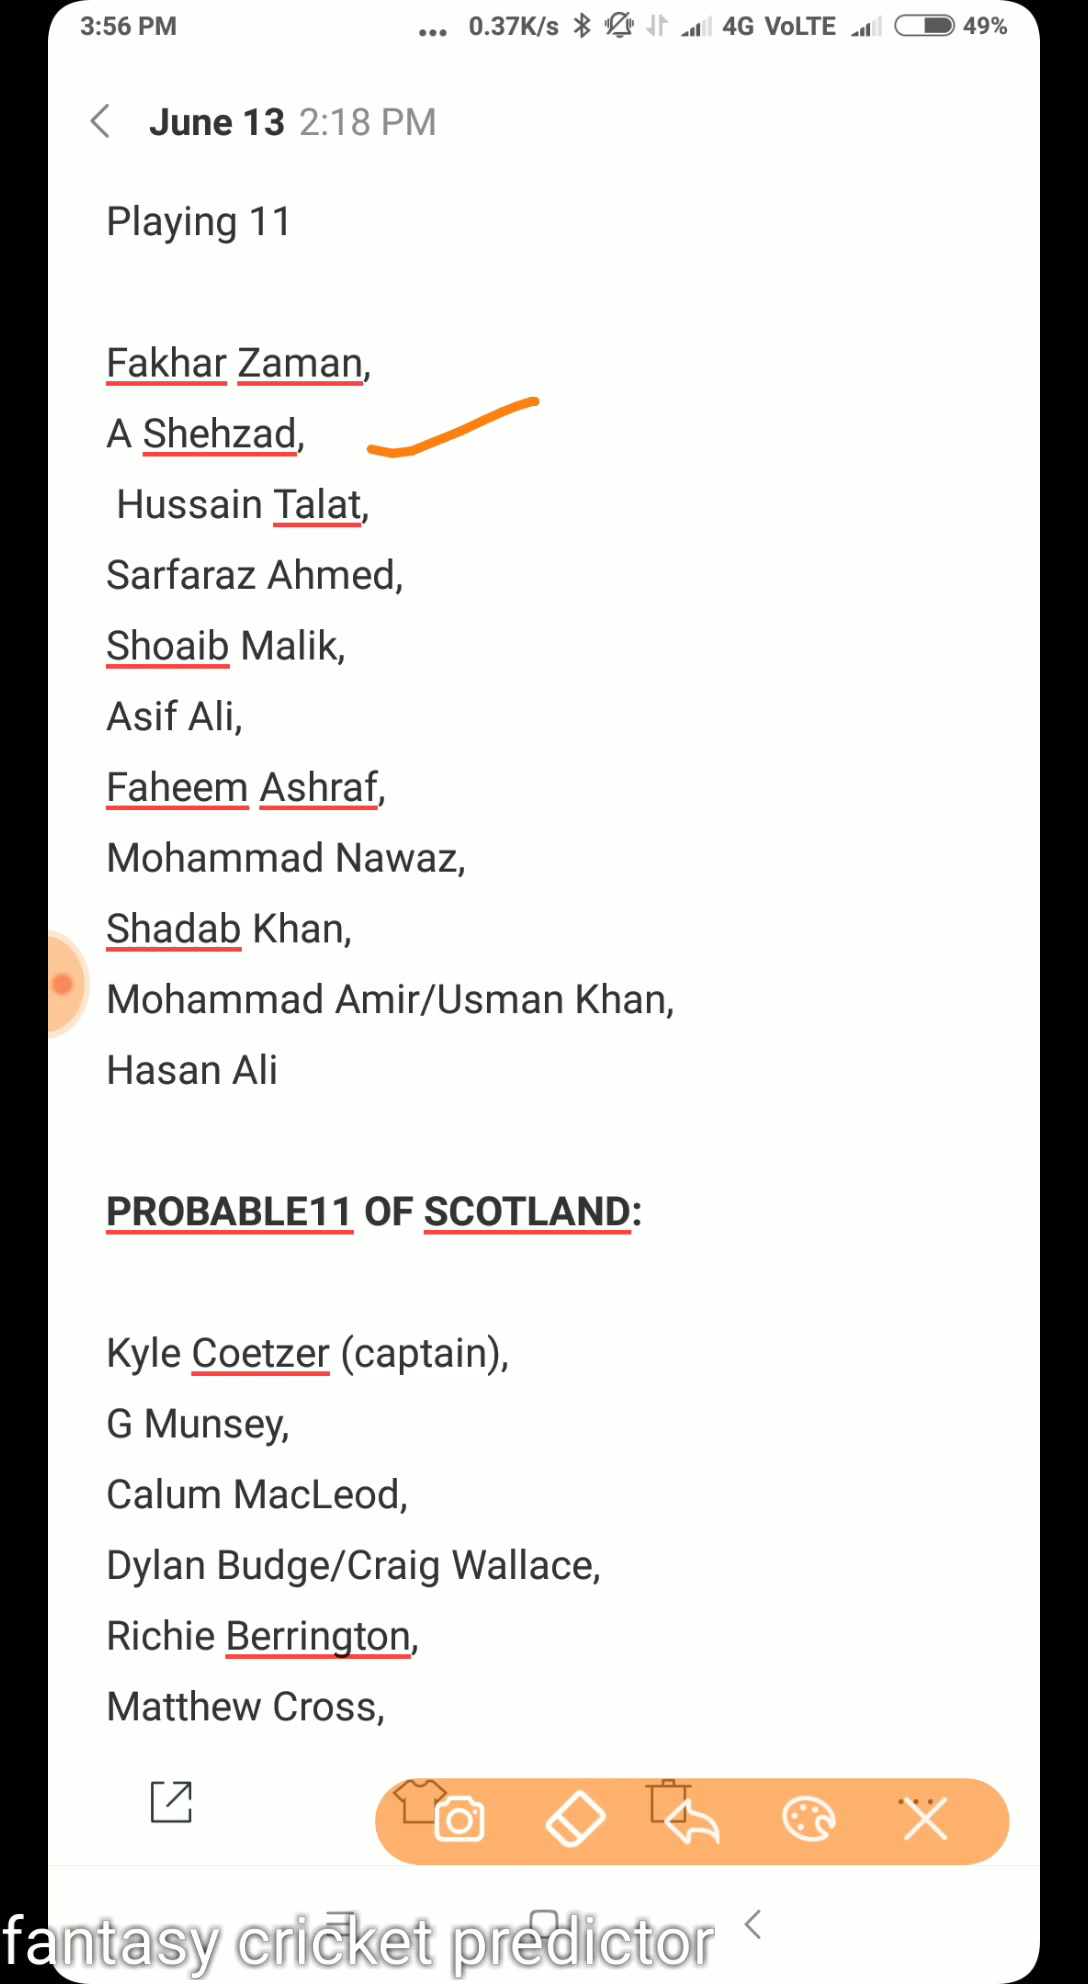 3:56 PM ... 0.37K/s 4G VoLTE 49%
June 13 2:18 PM
Playing 11
Fakhar Zaman,
A Shehzad,
Hussain Talat,
Sarfaraz Ahmed,
Shoaib Malik,
Asif Ali,
Faheem Ashraf,
Mohammad Nawaz,
Shadab Khan,
Mohammad Amir/Usman Khan,
Hasan Ali
PROBABLE11 OF SCOTLAND:
Kyle Coetzer (captain),
G Munsey,
Calum MacLeod,
Dylan Budge/Craig Wallace,
Richie Berrington,
Matthew Cross,
fantasy cricket predictor